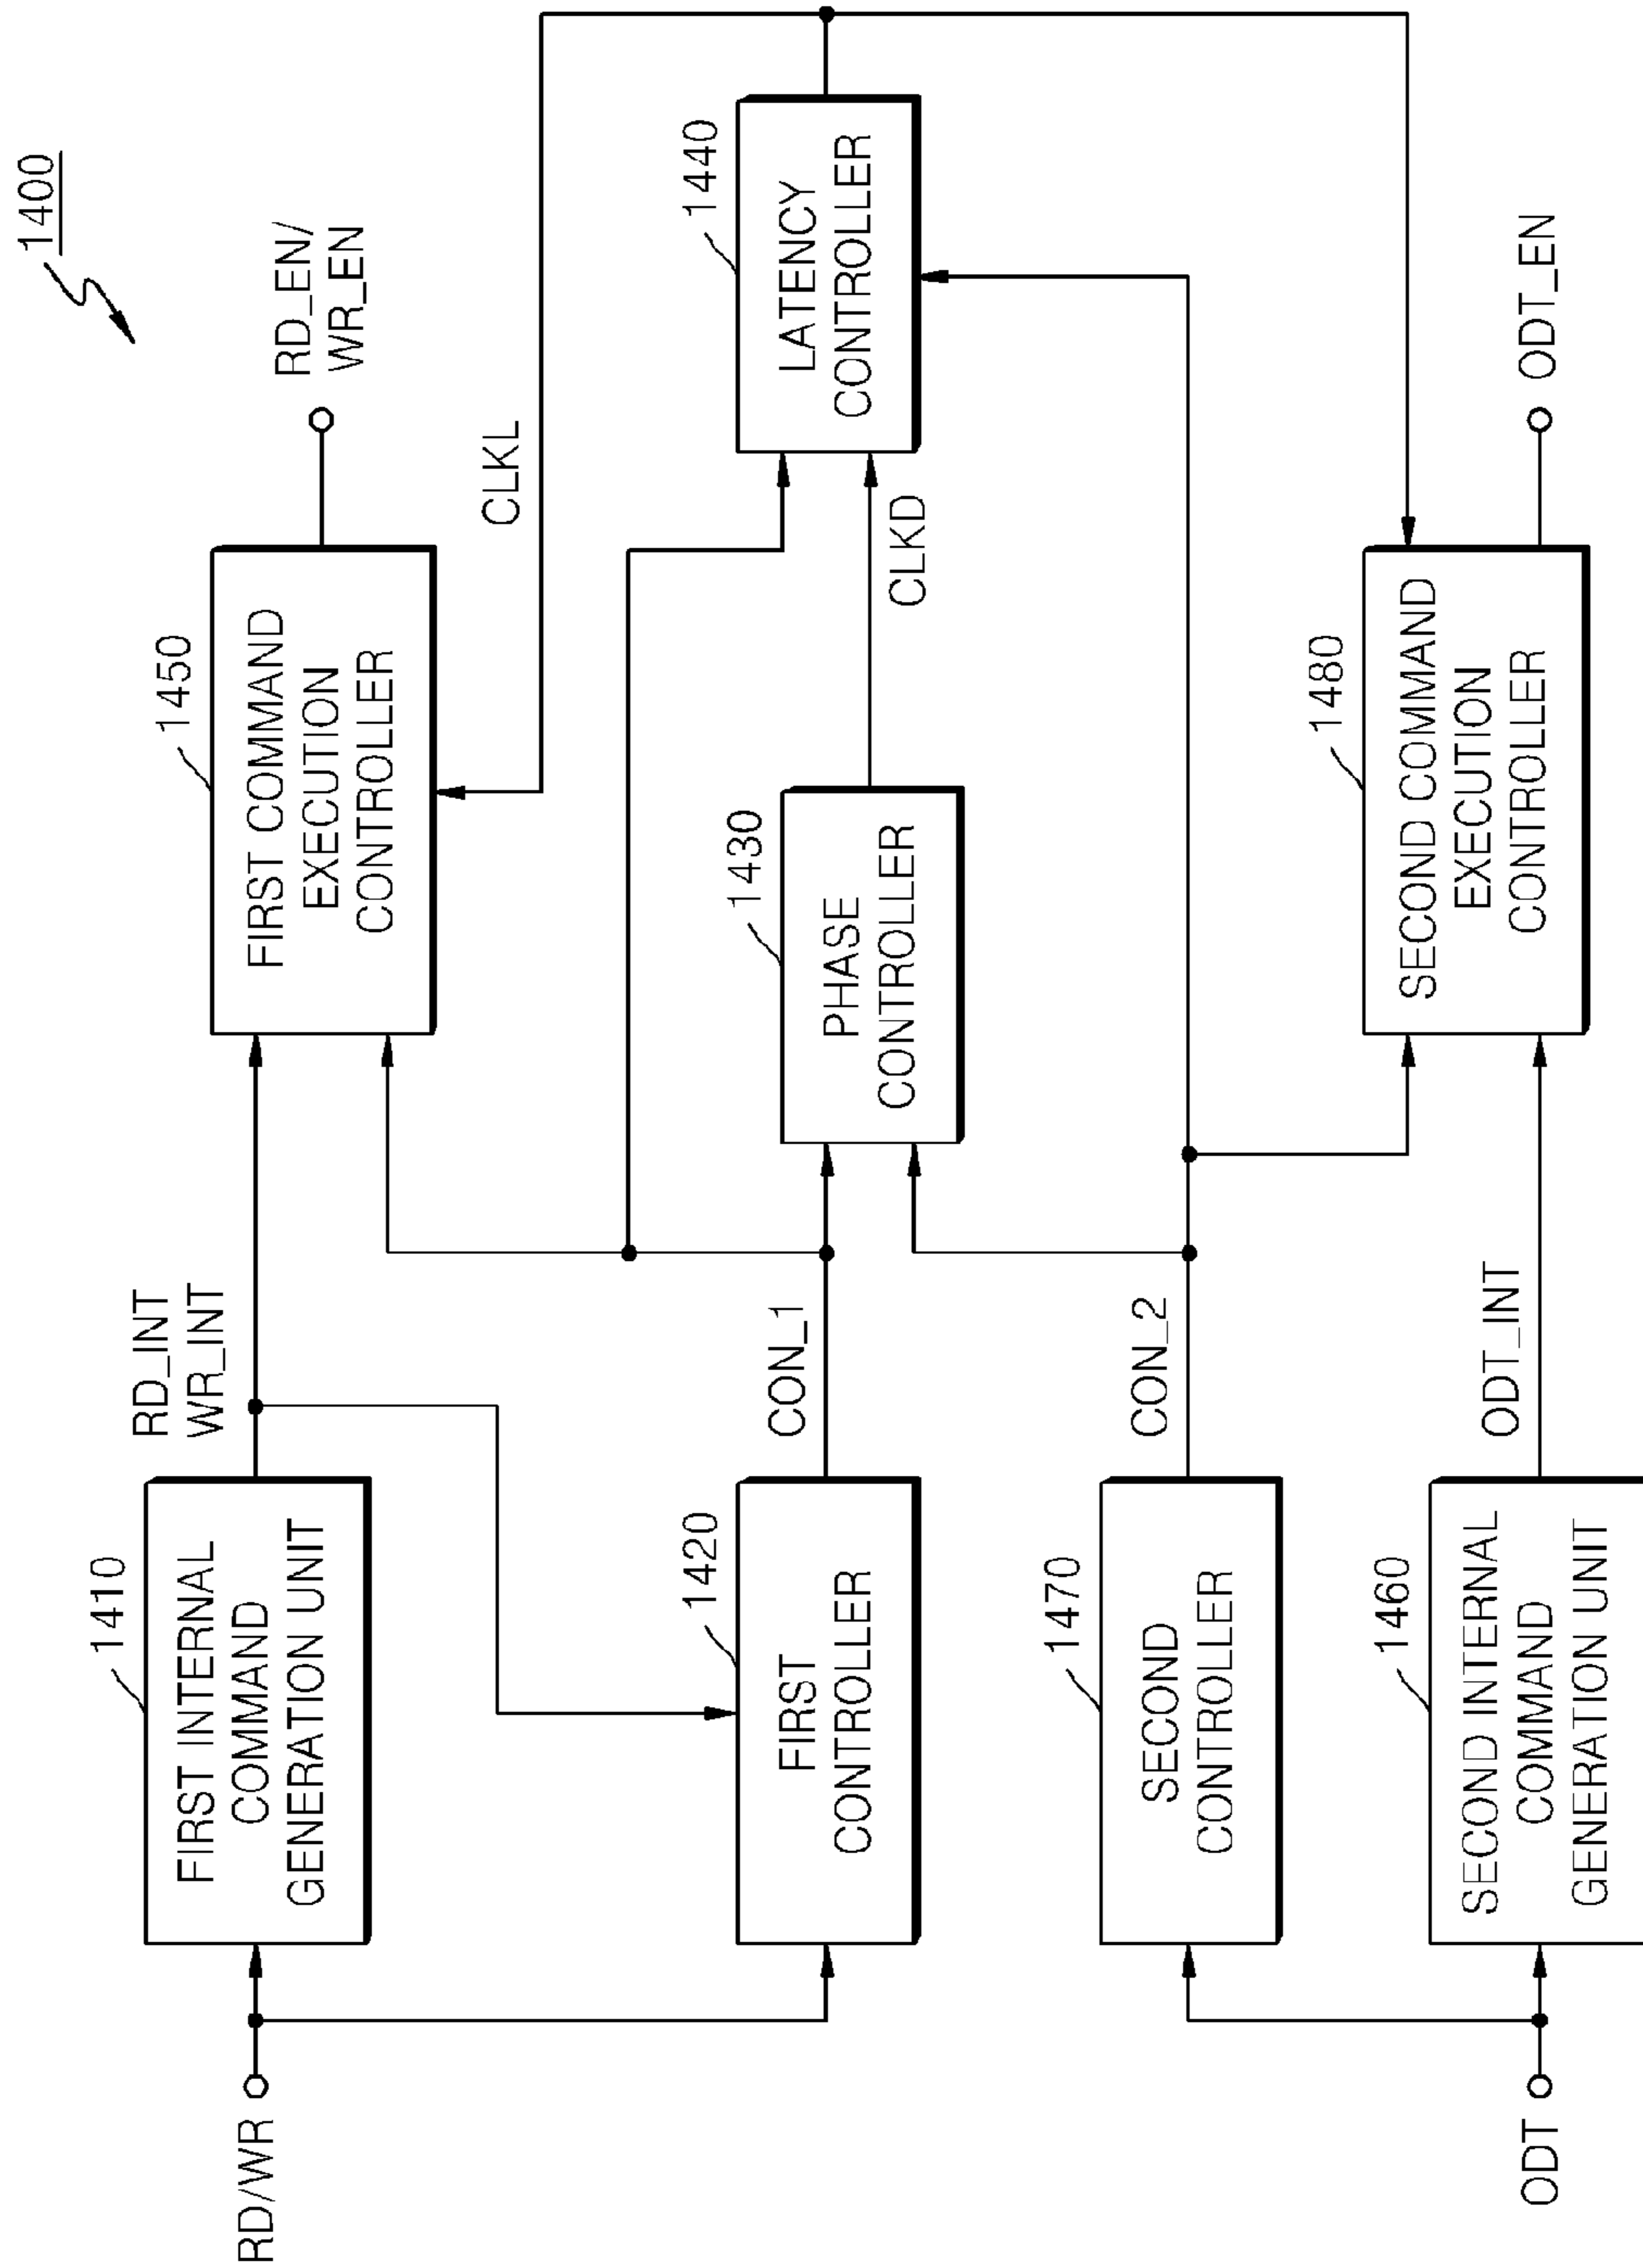 1400
RD/WR
1410
FIRST INTERNAL
COMMAND
GENERATION UNIT
RD_INT
WR_INT
1450
FIRST COMMAND
EXECUTION
CONTROLLER
RD_EN/
WR_EN
CLKL
1420
FIRST
CONTROLLER
CON_1
1430
PHASE
CONTROLLER
CLKD
1440
LATENCY
CONTROLLER
1470
SECOND
CONTROLLER
CON_2
ODT
1460
SECOND INTERNAL
COMMAND
GENERATION UNIT
ODT_INT
1480
SECOND COMMAND
EXECUTION
CONTROLLER
ODT_EN